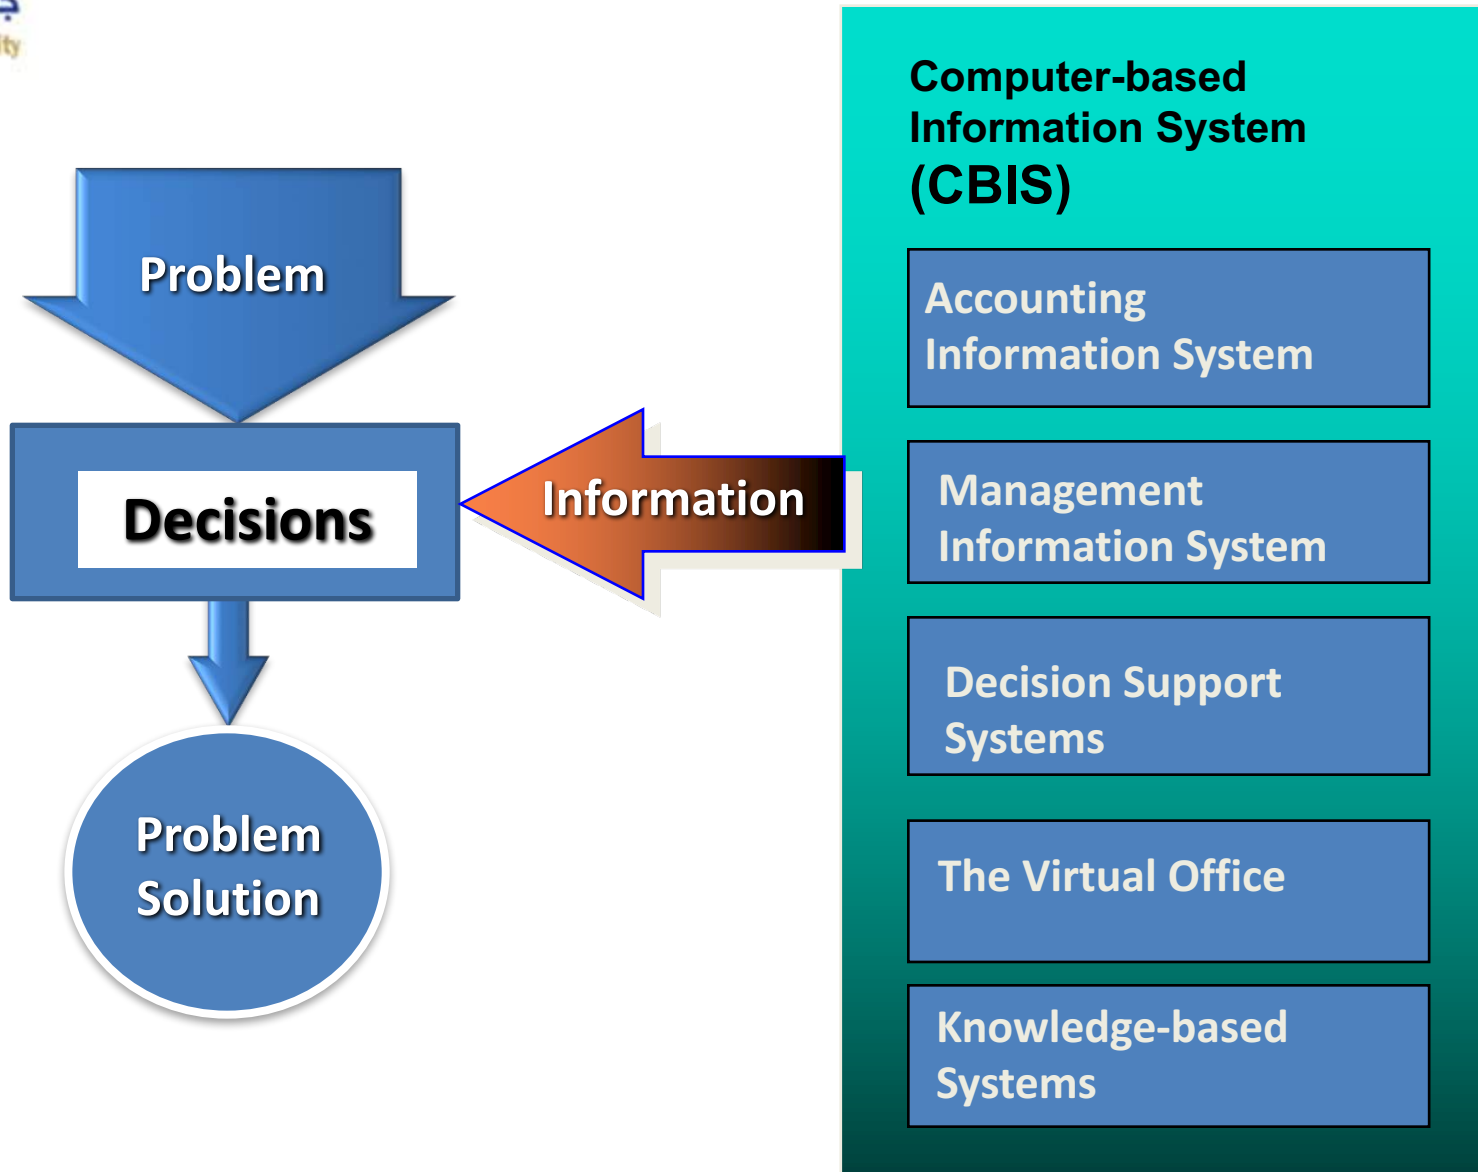 Computer-based
Information System
(CBIS)
Problem
Decisions
Information
Problem
Solution
Accounting
Information System
Management
Information System
Decision Support
Systems
The Virtual Office
Knowledge-based
Systems